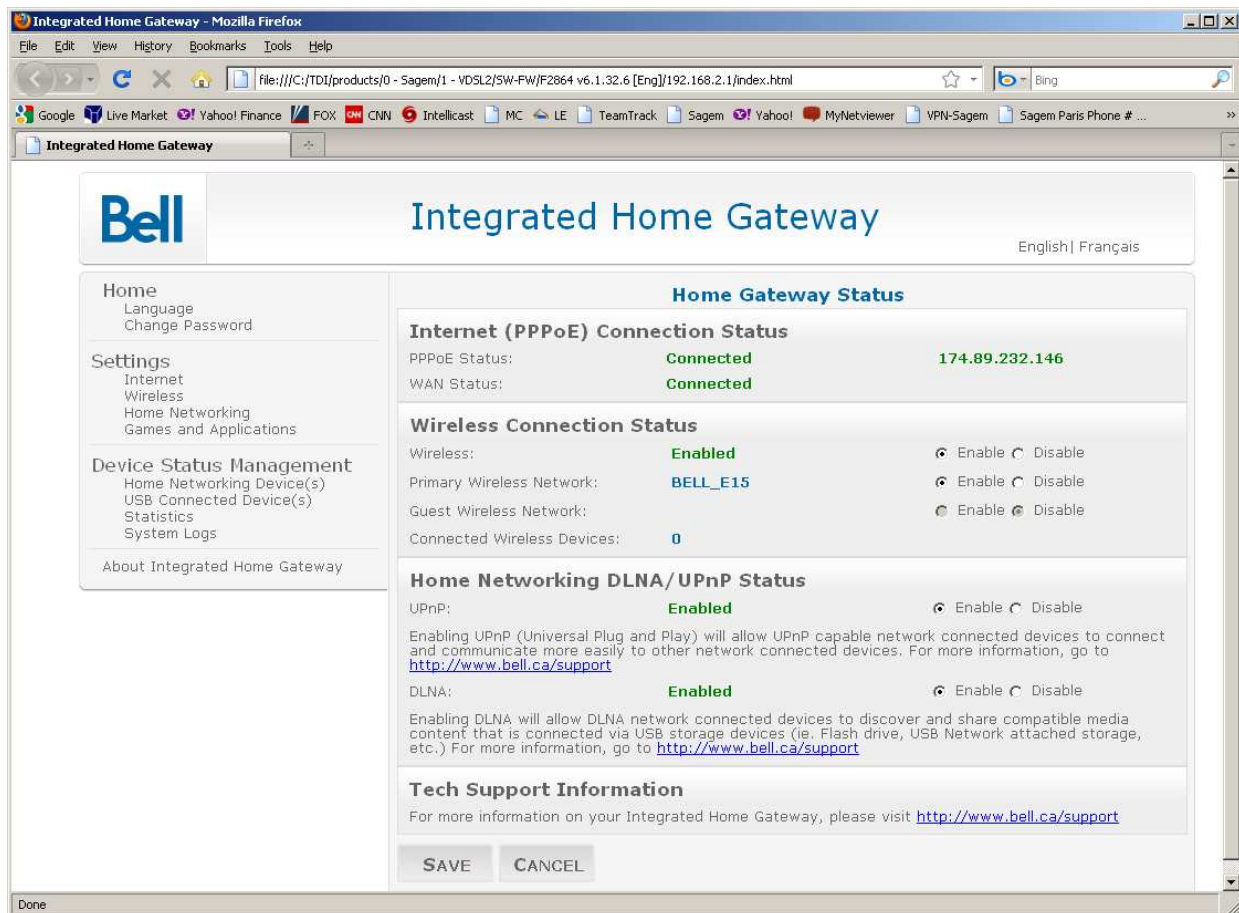 Integrated Home Gateway - Mozilla Firefox
File Edit View History Bookmarks Tools Help
file:///C:/TDI/products/0 - Sagem/1 - VDSL2/SW-FW/F2864 v6.1.32.6 [Eng]/192.168.2.1/index.html
Bing
Google Live Market Yahoo! Finance FOX CNN Intellicast MC LE TeamTrack Sagem Yahoo! MyNetviewer VPN-Sagem Sagem Paris Phone # ... »
Integrated Home Gateway
Bell
Integrated Home Gateway
English| Français
Home
Language
Change Password
Settings
Internet
Wireless
Home Networking
Games and Applications
Device Status Management
Home Networking Device(s)
USB Connected Device(s)
Statistics
System Logs
About Integrated Home Gateway
Home Gateway Status
Internet (PPPoE) Connection Status
PPPoE Status: Connected 174.89.232.146
WAN Status: Connected
Wireless Connection Status
Wireless: Enabled Enable Disable
Primary Wireless Network: BELL_E15 Enable Disable
Guest Wireless Network: Enable Disable
Connected Wireless Devices: 0
Home Networking DLNA/UPnP Status
UPnP: Enabled Enable Disable
Enabling UPnP (Universal Plug and Play) will allow UPnP capable network connected devices to connect
and communicate more easily to other network connected devices. For more information, go to
http://www.bell.ca/support
DLNA: Enabled Enable Disable
Enabling DLNA will allow DLNA network connected devices to discover and share compatible media
content that is connected via USB storage devices (ie. Flash drive, USB Network attached storage,
etc.) For more information, go to http://www.bell.ca/support
Tech Support Information
For more information on your Integrated Home Gateway, please visit http://www.bell.ca/support
SAVE CANCEL
Done